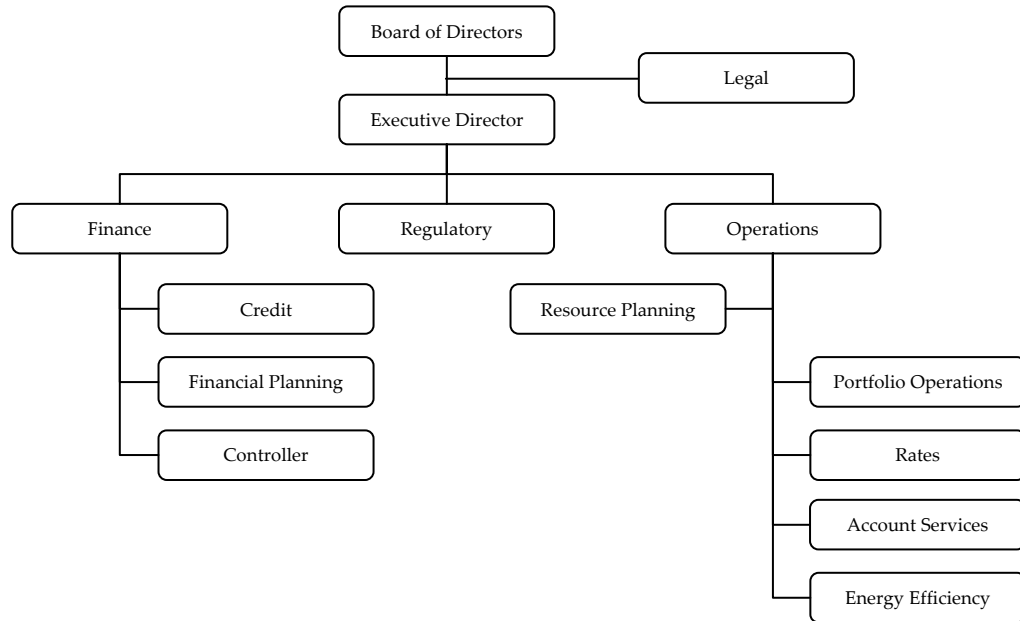 Board of Directors
Legal
Executive Director
Finance
Regulatory
Operations
Credit
Resource Planning
Financial Planning
Portfolio Operations
Controller
Rates
Account Services
Energy Efficiency